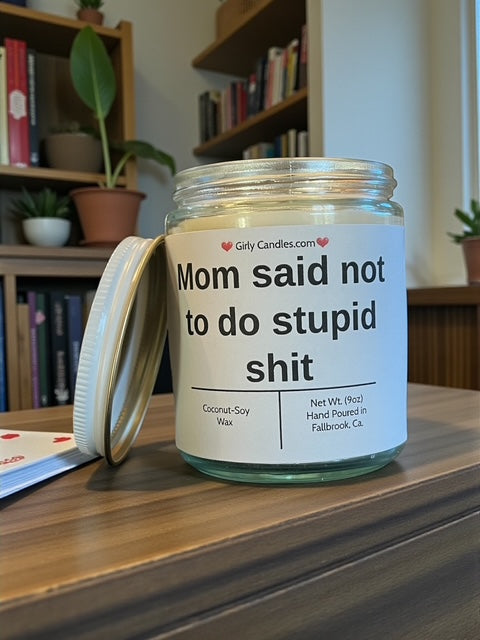 Girly Candles.com
Mom said not
to do stupid
shit
Coconut-Soy
Wax
Net Wt. (9oz)
Hand Poured in
Fallbrook, Ca.